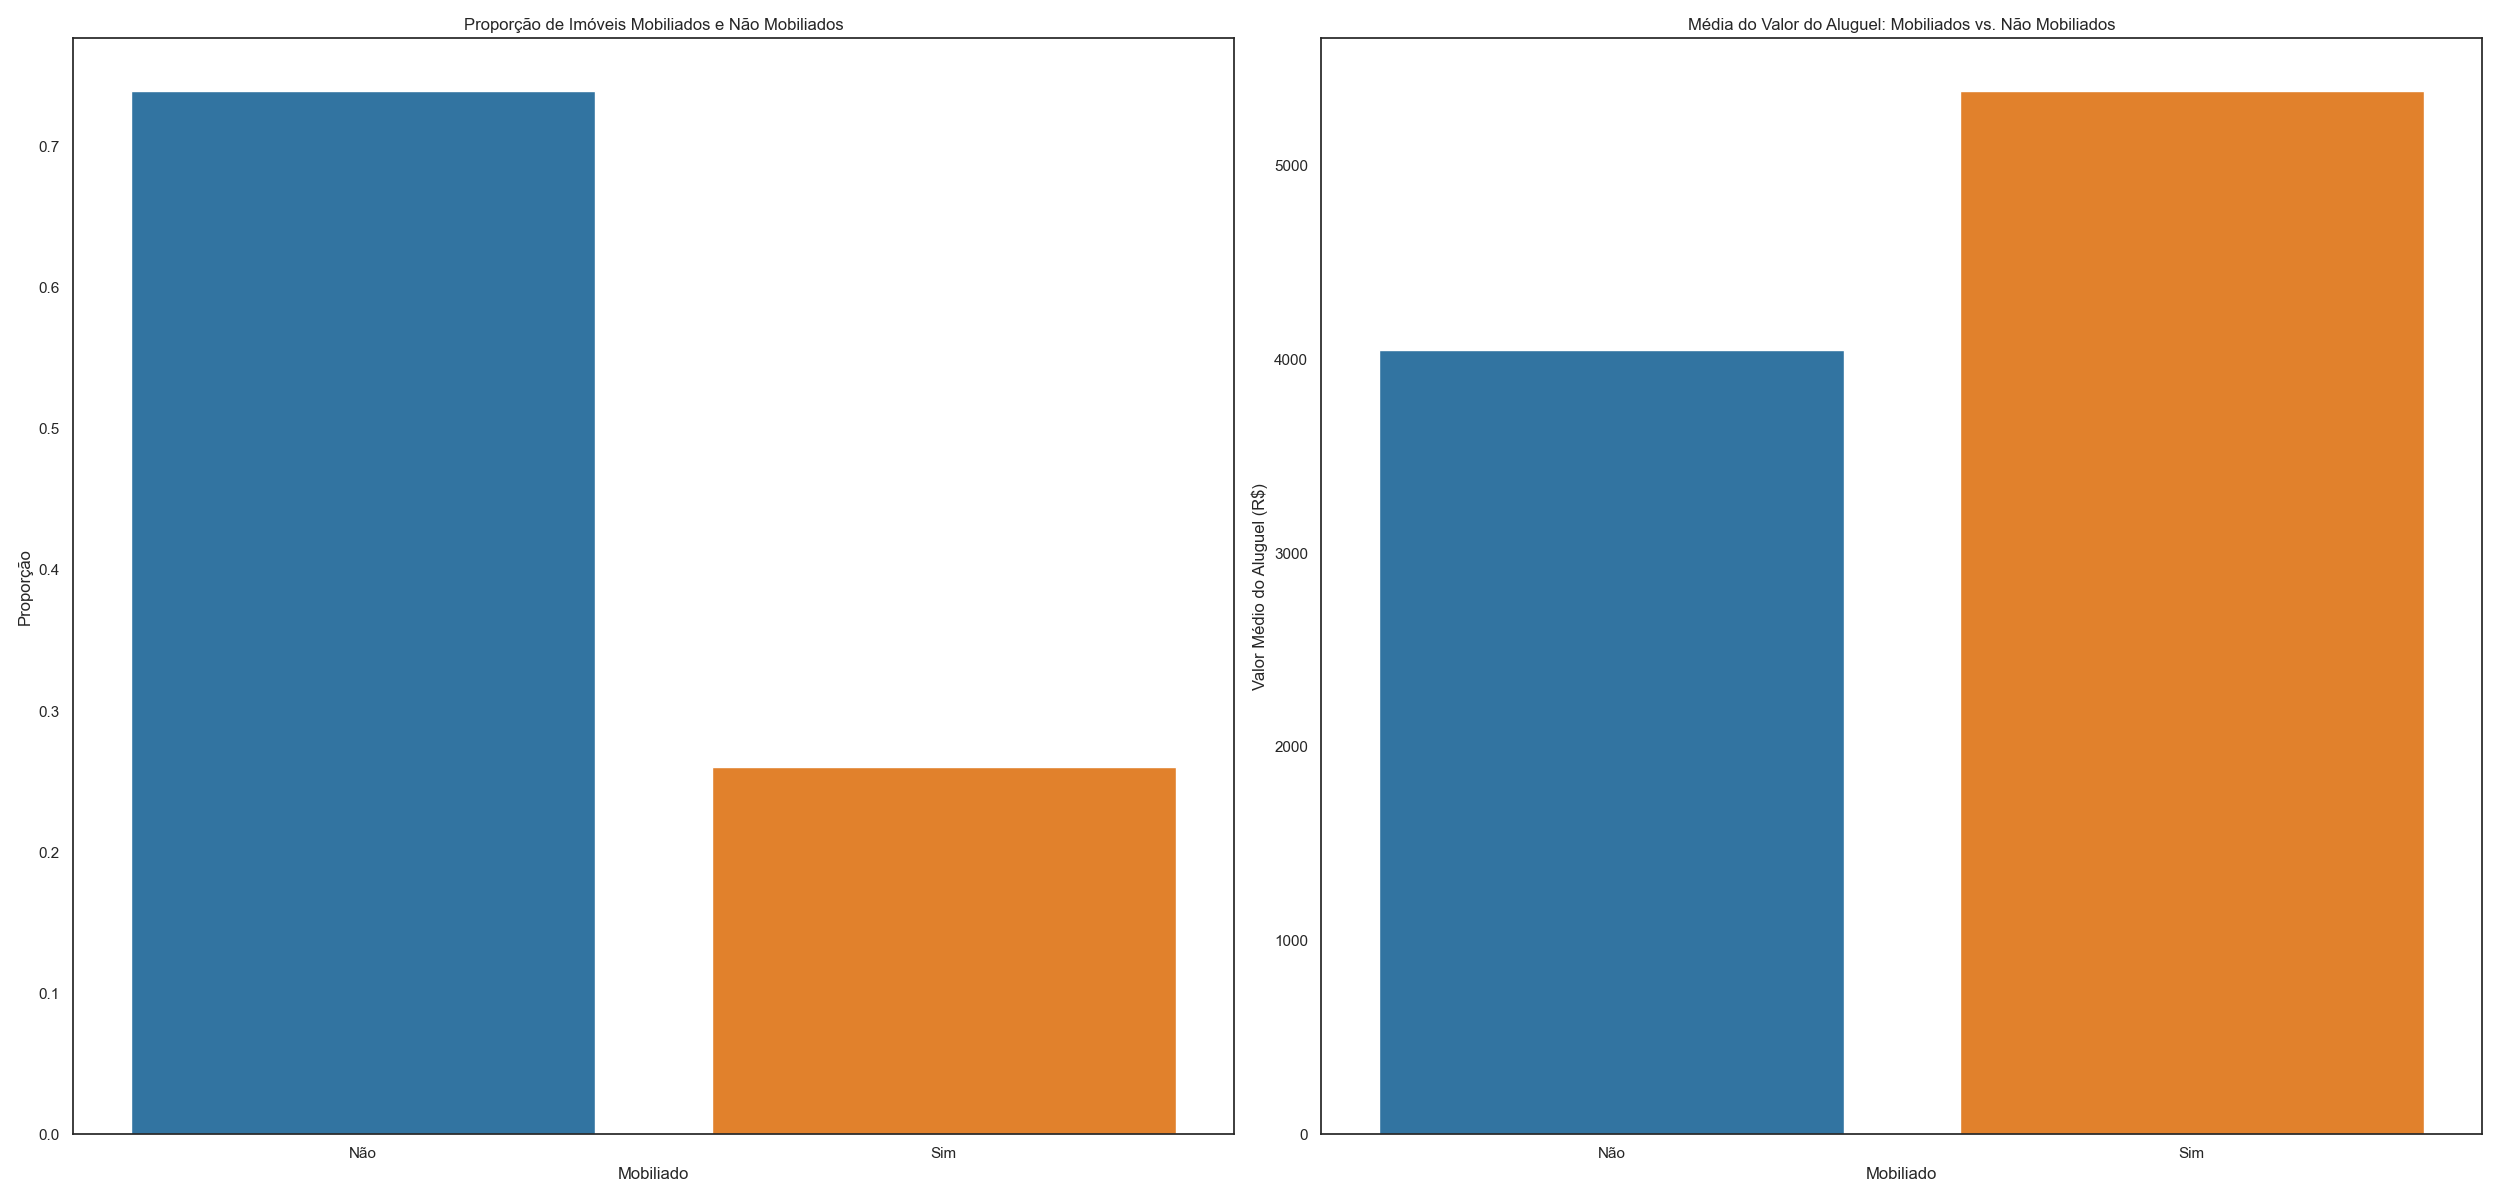 Proporção de Imóveis Mobiliados e Não Mobiliados
Proporção
0.7
0.6
0.5
0.4
0.3
0.2
0.1
0.0
Não
Sim
Mobiliado
Média do Valor do Aluguel: Mobiliados vs. Não Mobiliados
Valor Médio do Aluguel (R$)
5000
4000
3000
2000
1000
0
Não
Sim
Mobiliado